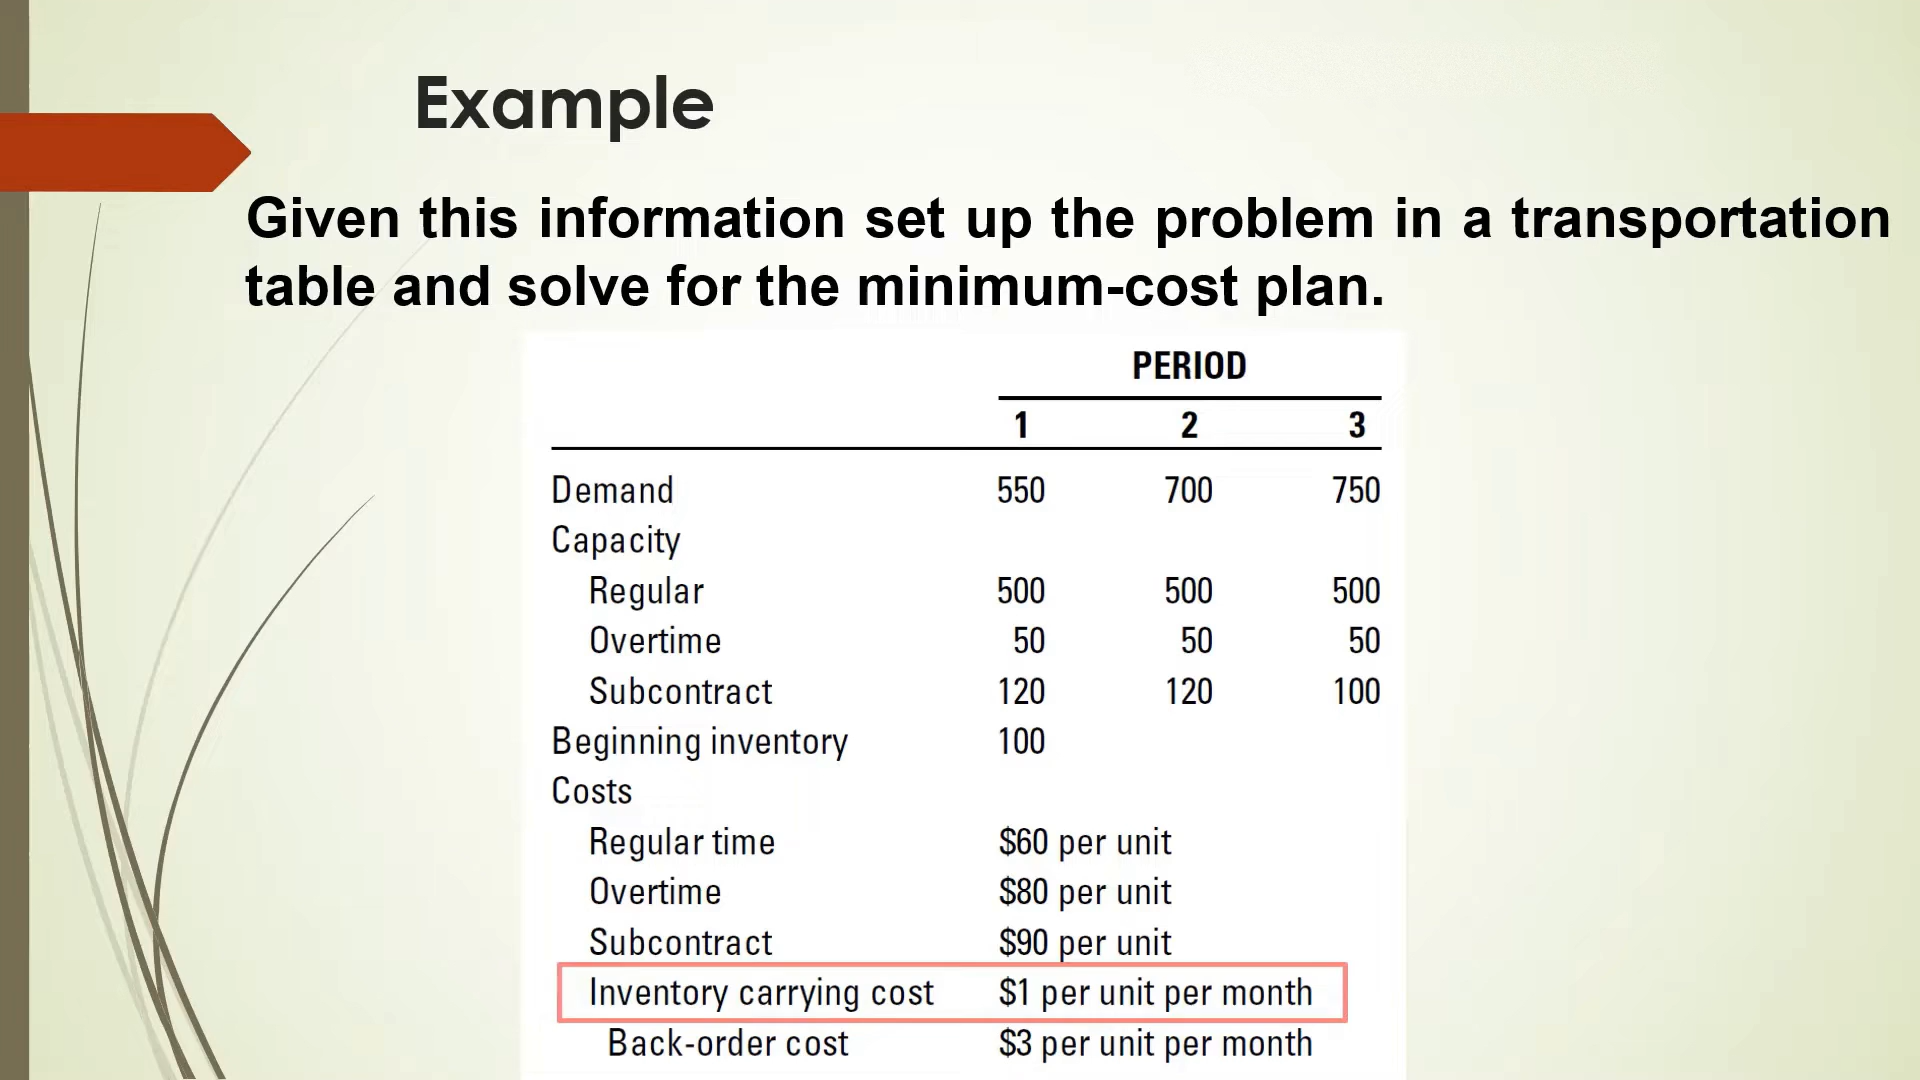 Example
Given this information set up the problem in a transportation
table and solve for the minimum-cost plan.
PERIOD
1 2 3
Demand 550 700 750
Capacity
Regular 500 500 500
Overtime 50 50 50
Subcontract 120 120 100
Beginning inventory 100
Costs
Regular time $60 per unit
Overtime $80 per unit
Subcontract $90 per unit
Inventory carrying cost $1 per unit per month
Back-order cost $3 per unit per month